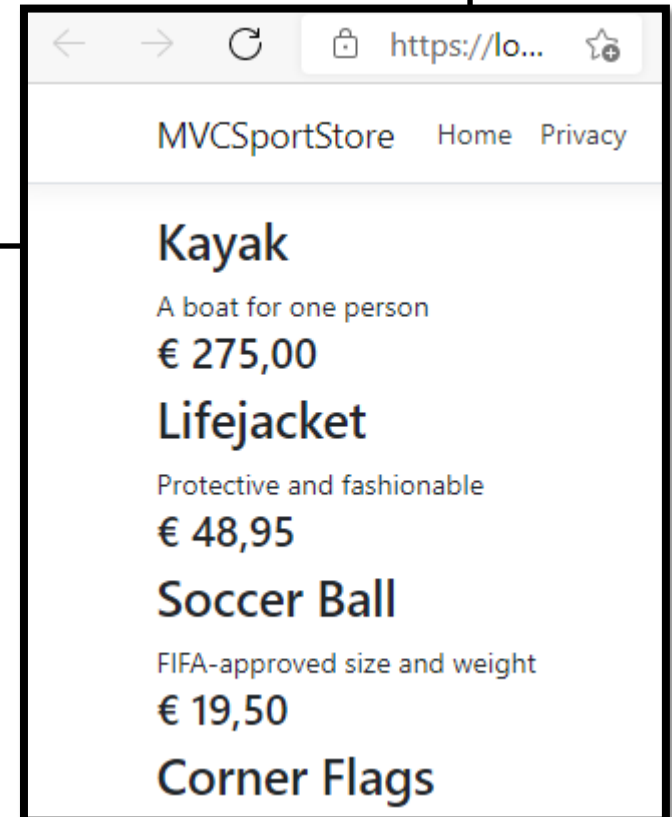 https://lo...
MVCSportStore Home Privacy
Kayak
A boat for one person
€ 275,00
Lifejacket
Protective and fashionable
€ 48,95
Soccer Ball
FIFA-approved size and weight
€ 19,50
Corner Flags